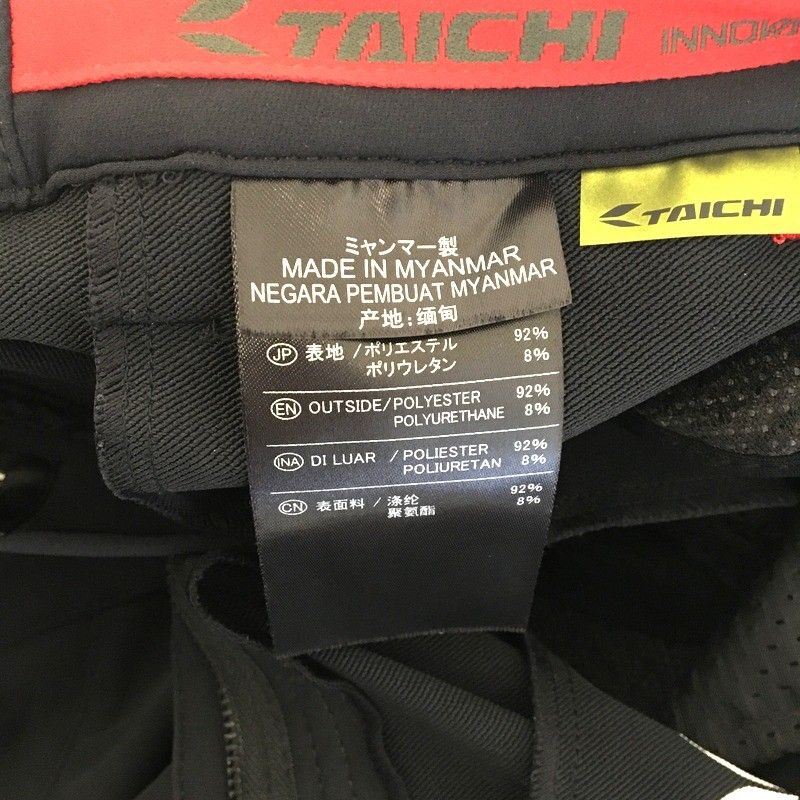 TAICHI
TAICHI
ミャンマー製
MADE IN MYANMAR
NEGARA PEMBUAT MYANMAR
产地:缅甸
JP 表地 /ポリエステル 92%
ポリウレタン 8%
EN OUTSIDE/POLYESTER 92%
POLYURETHANE 8%
INA DI LUAR /POLIESTER 92%
POLIURETAN 8%
CN 表面料 / 涤纶 92%
聚氨酯 8%